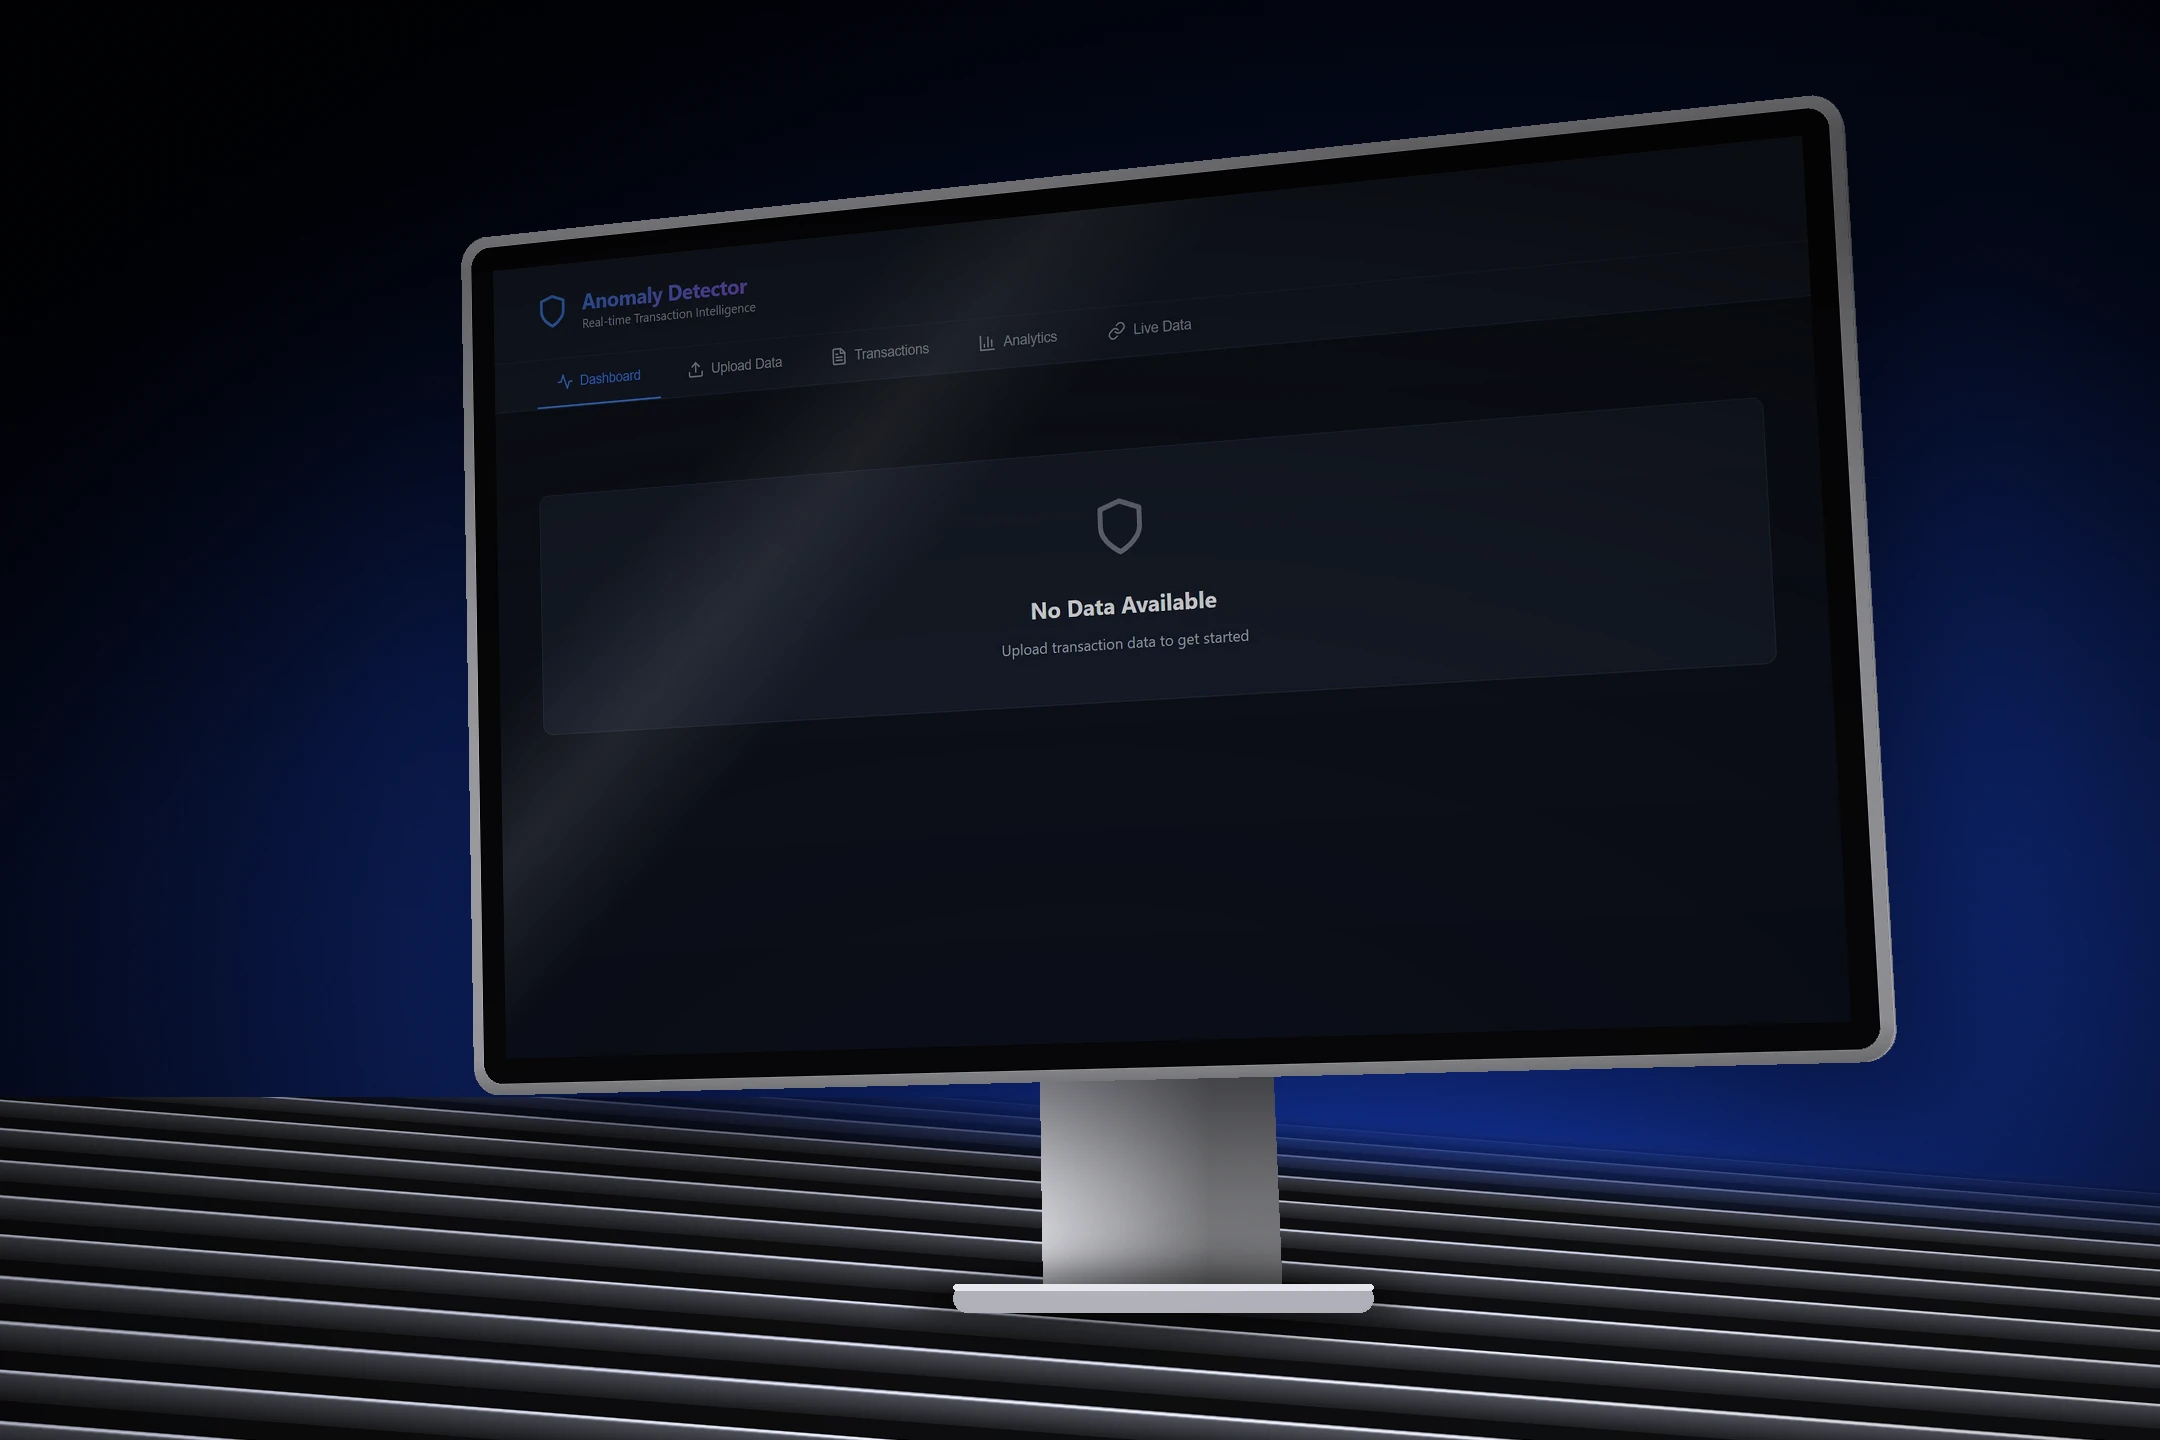 Anomaly Detector
Real-time Transaction Intelligence
Dashboard
Upload Data
Transactions
Analytics
Live Data
No Data Available
Upload transaction data to get started